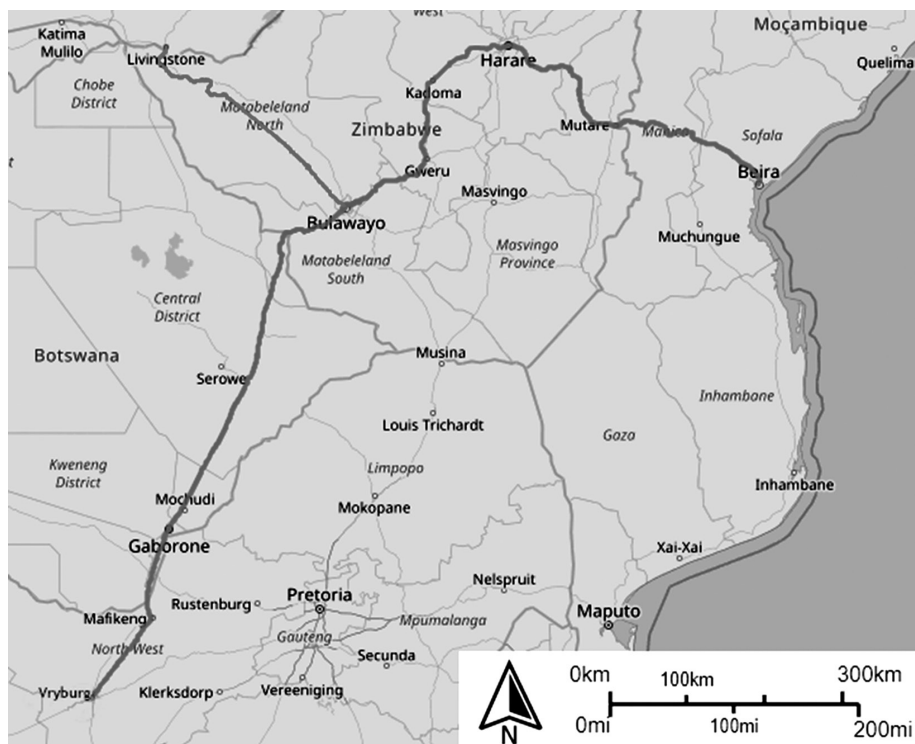 West
Moçambique
Katima
Mulilo
Livingstone
Harare
Quelima
Chobe
District
Kadoma
Matabeleland
North
Zimbabwe
Mutare
Manica
Sofala
t
Gweru
Beira
Masvingo
Bulawayo
Muchungue
Matabeleland
South
Masvingo
Province
Central
District
Botswana
Musina
Serowe
Inhambane
Louis Trichardt
Gaza
Kweneng
District
Limpopo
Mochudi
Mokopane
Inhambane
Gaborone
Xai-Xai
Nelspruit
Rustenburg
Pretoria
Maputo
Mafikeng
Mpumalanga
Gauteng
North West
Secunda
Vryburg
Klerksdorp
Vereeniging
0km
100km
300km
0mi
100mi
200mi
N